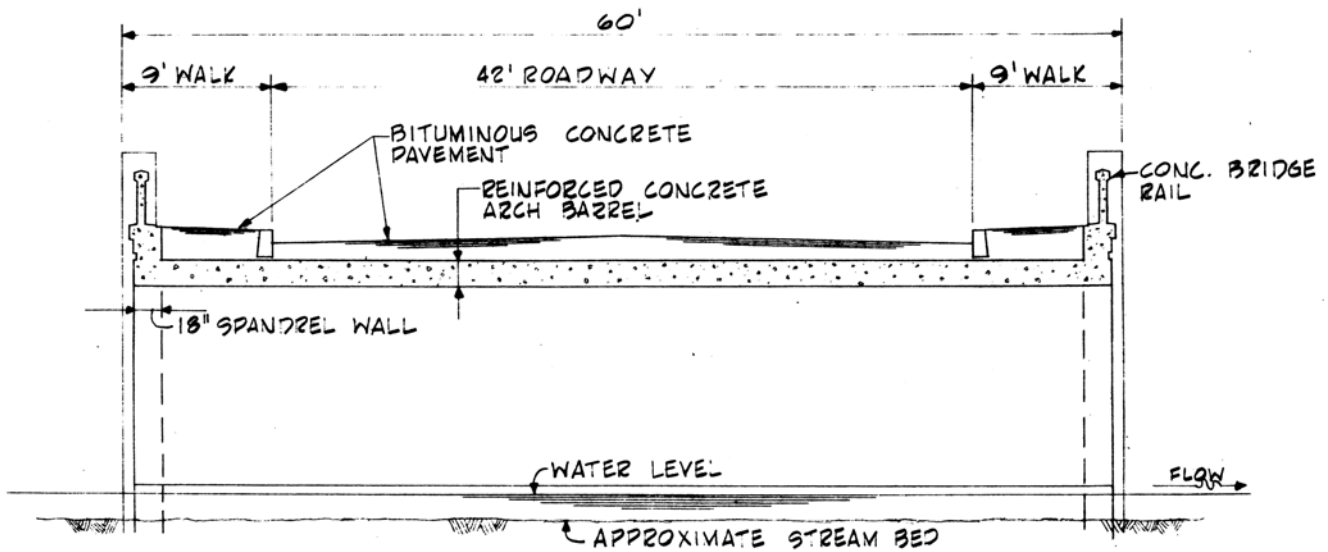 60'
9' WALK
42' ROADWAY
9' WALK
BITUMINOUS CONCRETE
PAVEMENT
REINFORCED CONCRETE
ARCH BARREL
CONC. BRIDGE
RAIL
18" SPANDREL WALL
WATER LEVEL
FLOW
APPROXIMATE STREAM BED